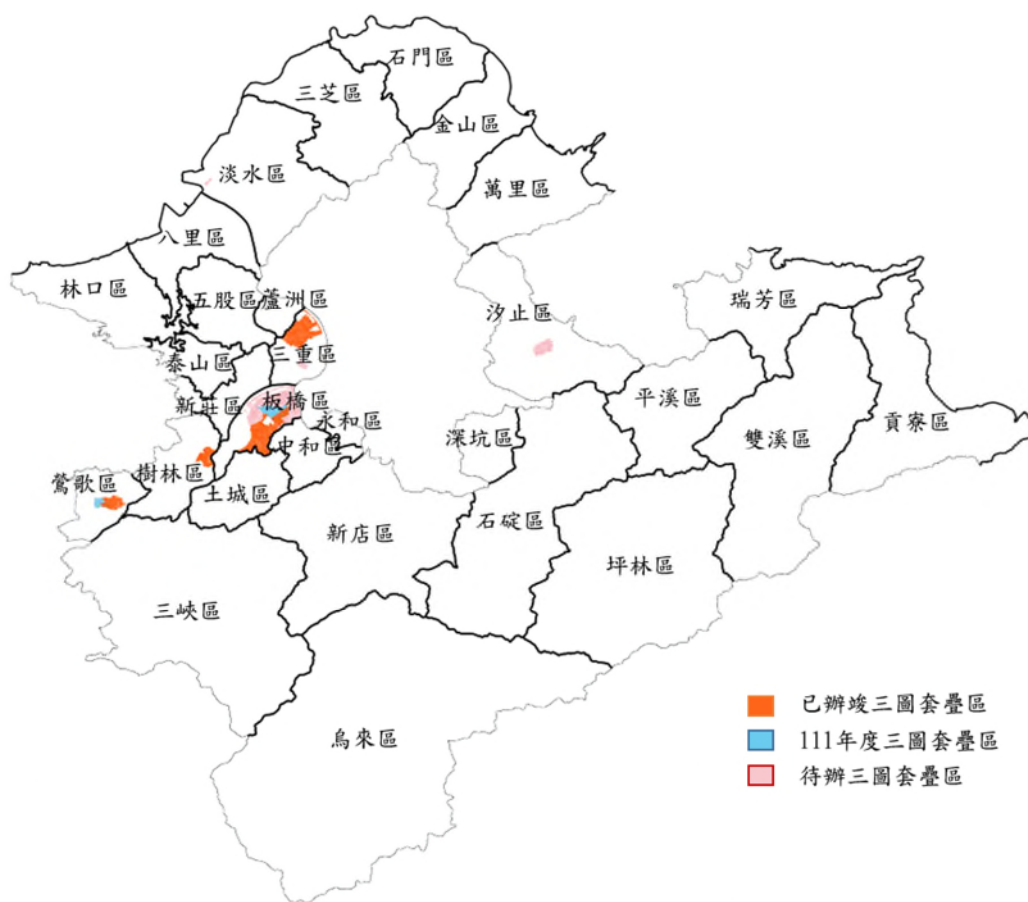 石門區
三芝區
金山區
淡水區
萬里區
八里區
林口區
五股區
蘆洲區
瑞芳區
汐止區
泰山區
三重區
平溪區
新莊區
板橋區
永和區
貢寮區
深坑區
雙溪區
中和區
樹林區
鶯歌區
土城區
石碇區
新店區
坪林區
三峽區
烏來區
已辦竣三圖套疊區
111年度三圖套疊區
待辦三圖套疊區